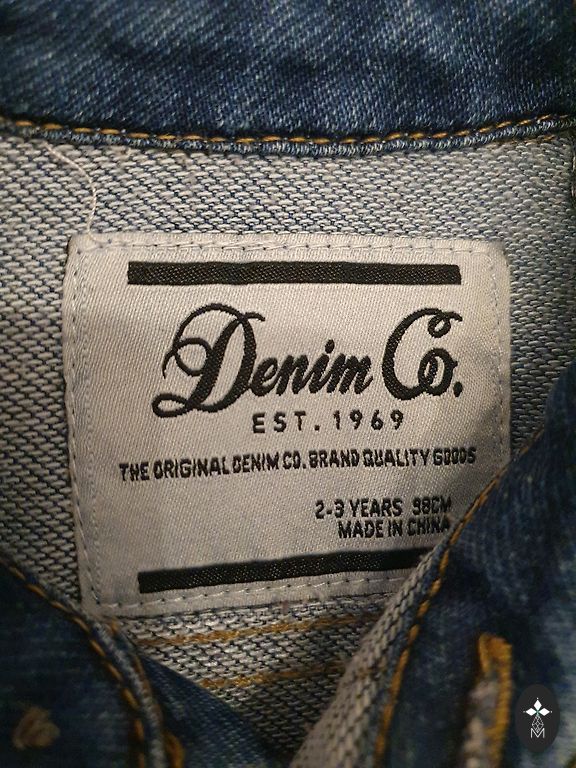 Denim Co.
EST. 1969
THE ORIGINAL DENIM CO. BRAND QUALITY GOODS
2-3 YEARS 98CM
MADE IN CHINA